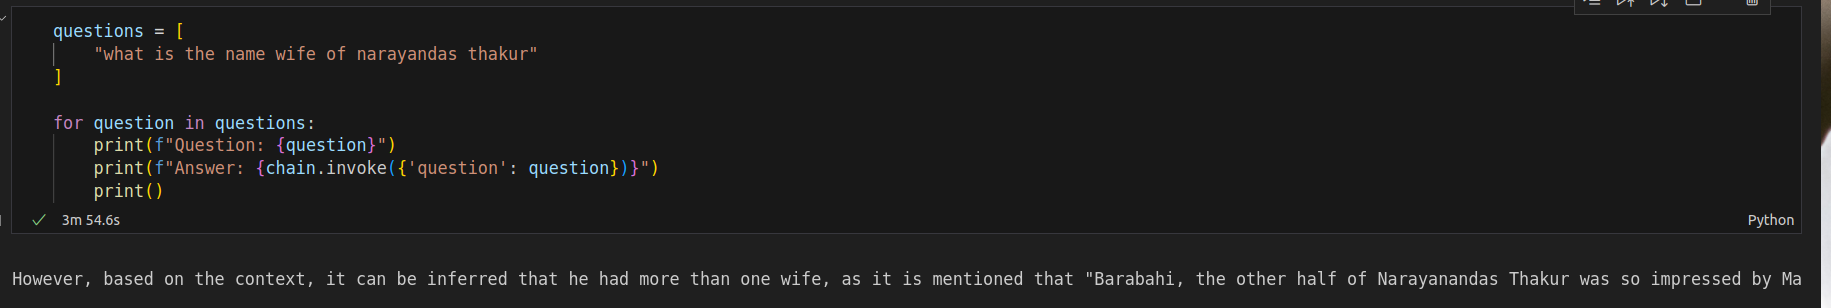 questions = [
    "what is the name wife of narayandas thakur"
]
for question in questions:
    print(f"Question: {question}")
    print(f"Answer: {chain.invoke({'question': question})}")
    print()
3m 54.6s
Python
However, based on the context, it can be inferred that he had more than one wife, as it is mentioned that "Barabahi, the other half of Narayanandas Thakur was so impressed by Ma